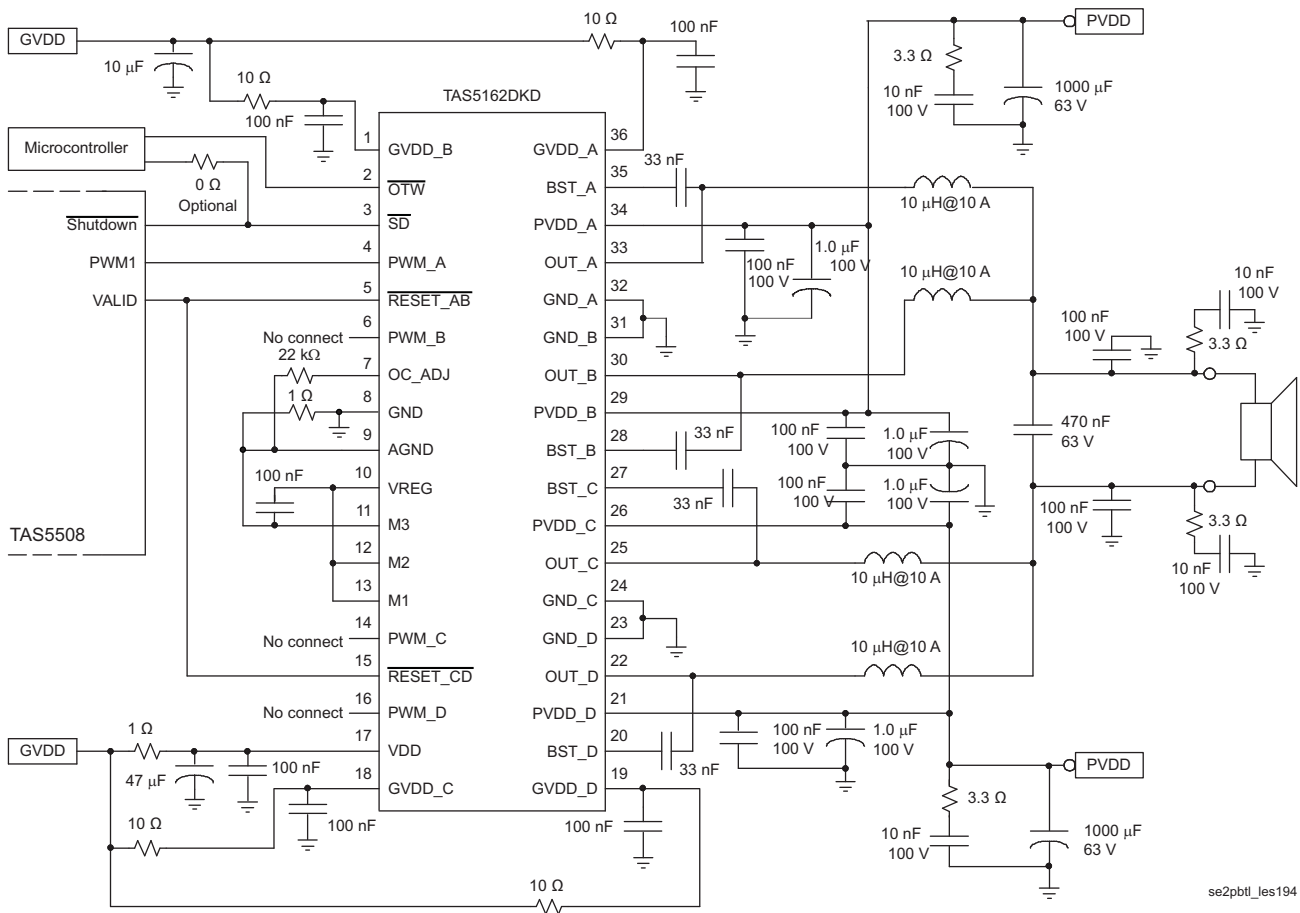 GVDD
10 μF
10 Ω
100 nF
10 Ω
100 nF
TAS5162DKD
PVDD
3.3 Ω
10 nF
100 V
1000 μF
63 V
Microcontroller
0 Ω
Optional
Shutdown
PWM1
VALID
TAS5508
1
GVDD_B
2
OTW
3
SD
4
PWM_A
5
RESET_AB
6
No connect
PWM_B
22 kΩ
7
OC_ADJ
1 Ω
8
GND
9
AGND
100 nF
10
VREG
11
M3
12
M2
13
M1
14
No connect
PWM_C
15
RESET_CD
16
No connect
PWM_D
17
VDD
18
GVDD_C
36
GVDD_A
35
BST_A
34
PVDD_A
33
OUT_A
32
GND_A
31
GND_B
30
OUT_B
29
PVDD_B
28
BST_B
27
BST_C
26
PVDD_C
25
OUT_C
24
GND_C
23
GND_D
22
OUT_D
21
PVDD_D
20
BST_D
19
GVDD_D
33 nF
10 μH@10 A
100 nF
100 V
1.0 μF
100 V
10 μH@10 A
10 nF
100 V
100 nF
100 V
3.3 Ω
33 nF
100 nF
100 V
1.0 μF
100 V
470 nF
63 V
33 nF
100 nF
100 V
1.0 μF
100 V
100 nF
100 V
3.3 Ω
10 nF
100 V
10 μH@10 A
10 μH@10 A
100 nF
100 V
1.0 μF
100 V
33 nF
GVDD
1 Ω
47 μF
100 nF
10 Ω
100 nF
100 nF
10 Ω
PVDD
3.3 Ω
10 nF
100 V
1000 μF
63 V
se2pbtl_les194